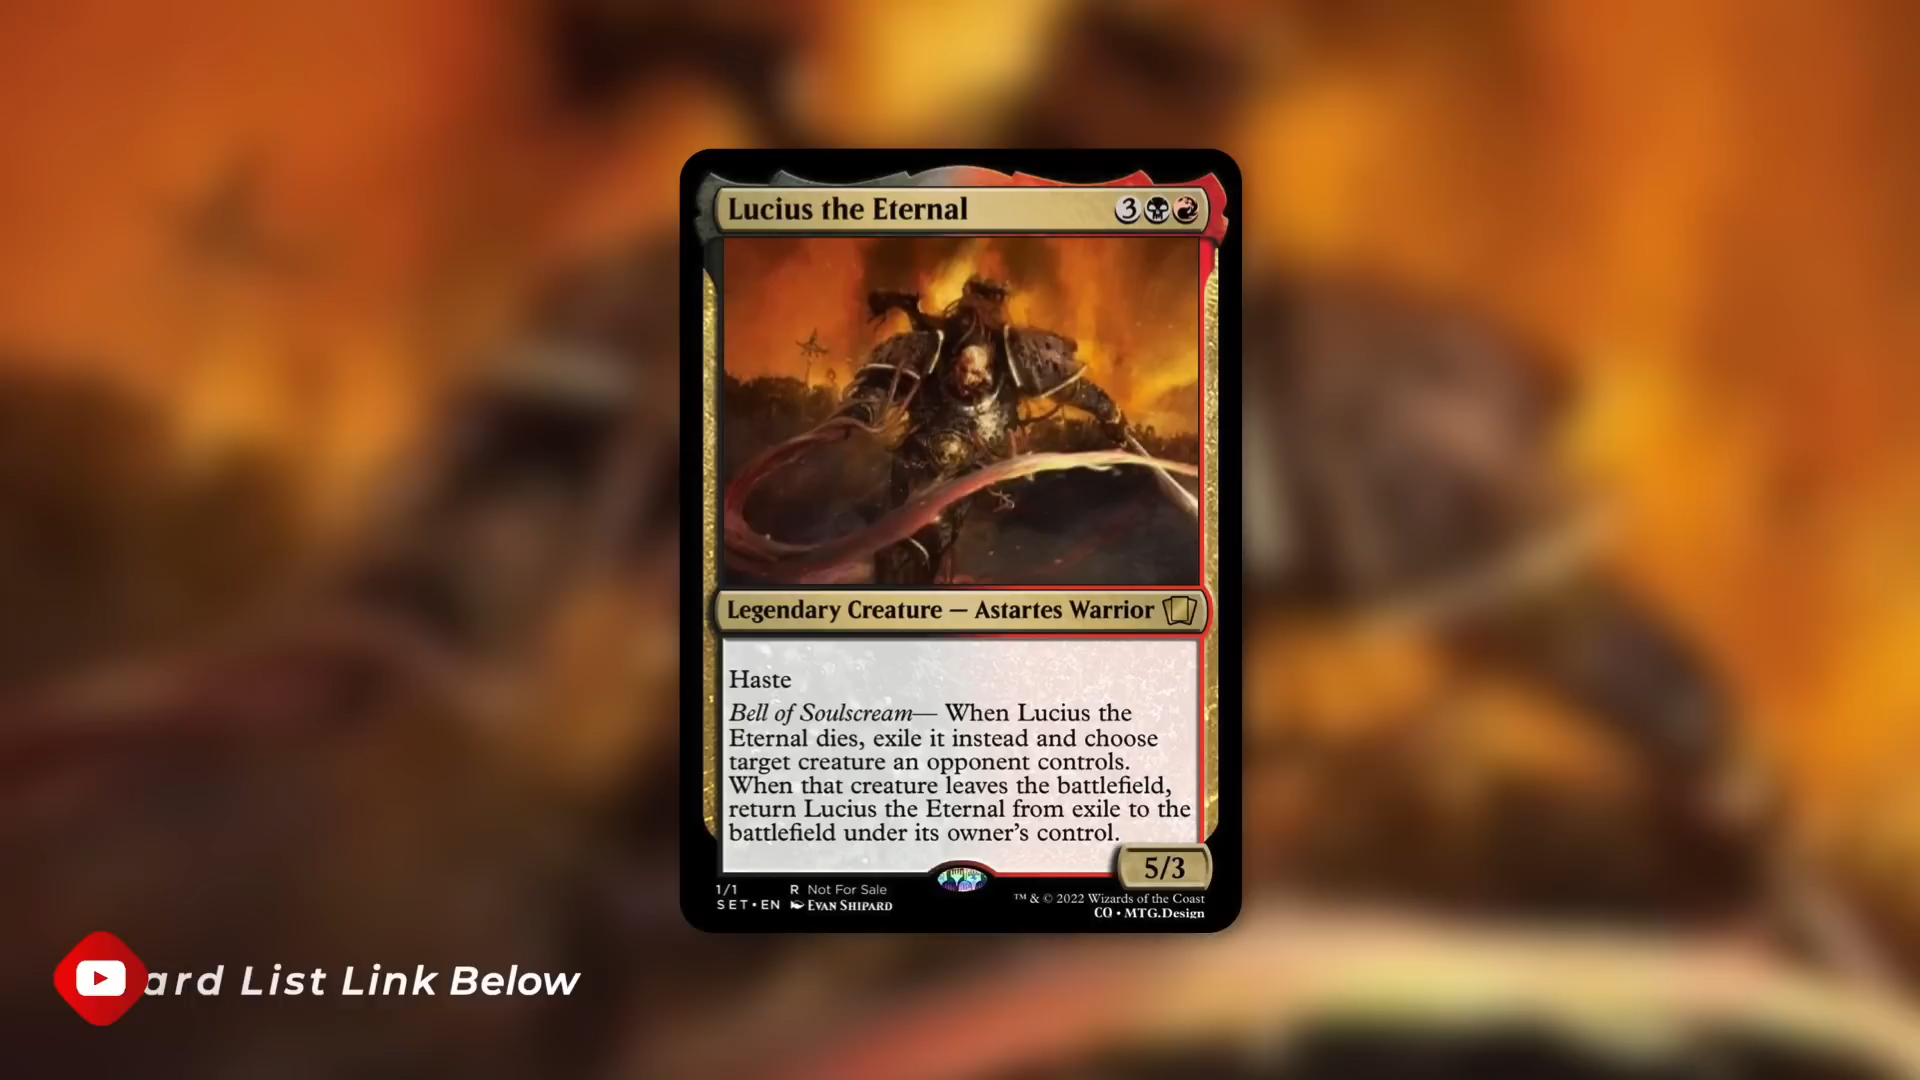 Lucius the Eternal
3
Legendary Creature — Astartes Warrior
Haste
Bell of Soulscream— When Lucius the
Eternal dies, exile it instead and choose
target creature an opponent controls.
When that creature leaves the battlefield,
return Lucius the Eternal from exile to the
battlefield under its owner's control.
5/3
1/1 R Not For Sale
SET • EN Evan Shipard
™ & © 2022 Wizards of the Coast
CO • MTG.Design
ard List Link Below